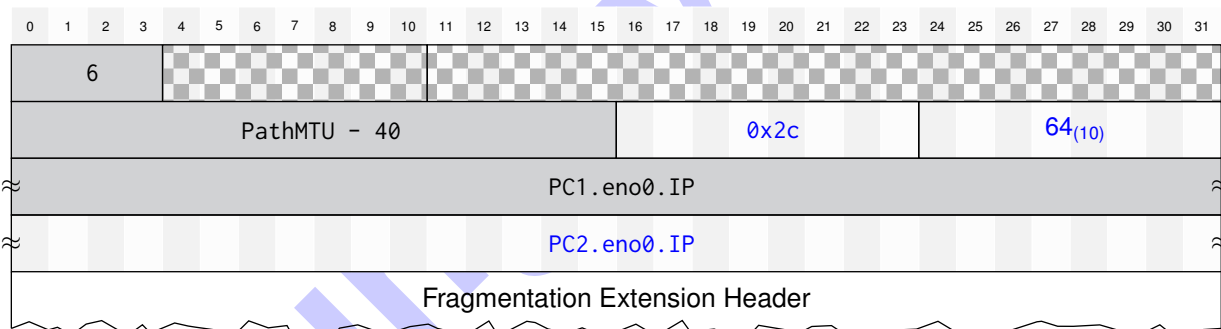 0 1 2 3 4 5 6 7 8 9 10 11 12 13 14 15 16 17 18 19 20 21 22 23 24 25 26 27 28 29 30 31
6
PathMTU - 40 0x2c 64(10)
≈ PC1.eno0.IP ≈
≈ PC2.eno0.IP ≈
Fragmentation Extension Header